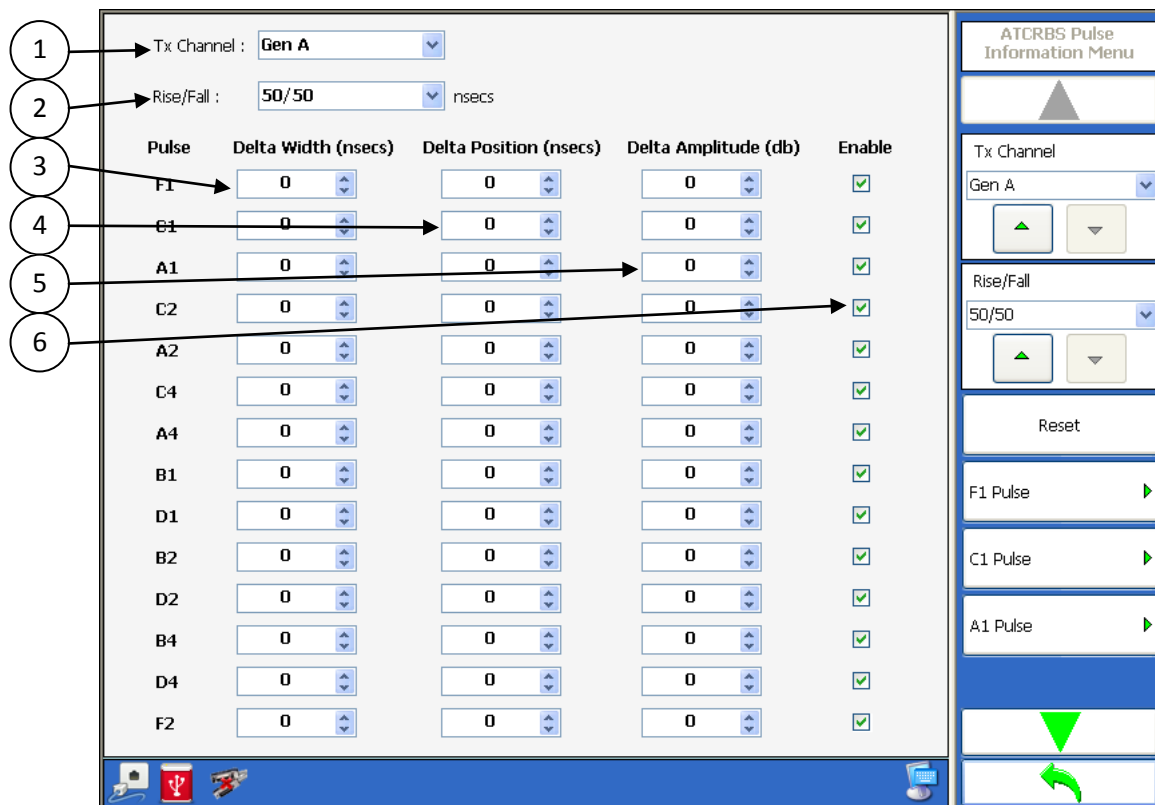 1
Tx Channel : Gen A
2
Rise/Fall : 50/50 nsecs
Pulse Delta Width (nsecs) Delta Position (nsecs) Delta Amplitude (db) Enable
3
F1 0 0 0
4
C1 0 0 0
5
A1 0 0 0
6
C2 0 0 0
A2 0 0 0
C4 0 0 0
A4 0 0 0
B1 0 0 0
D1 0 0 0
B2 0 0 0
D2 0 0 0
B4 0 0 0
D4 0 0 0
F2 0 0 0
ATCRBS Pulse
Information Menu
Tx Channel
Gen A
Rise/Fall
50/50
Reset
F1 Pulse
C1 Pulse
A1 Pulse